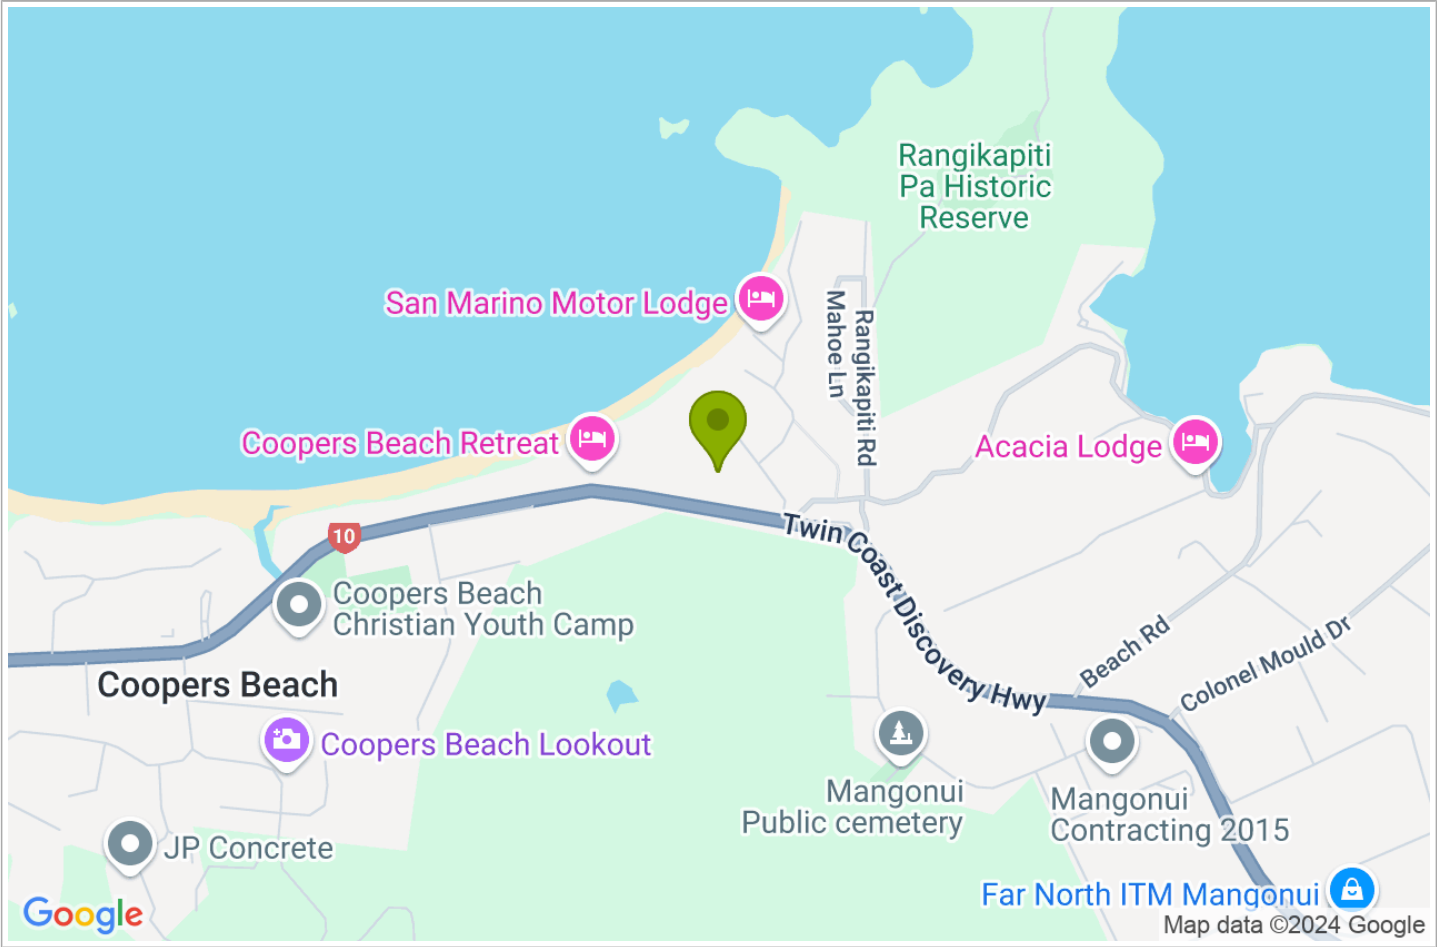 Rangikapiti
Pa Historic
Reserve
San Marino Motor Lodge
Mahoe Ln
Rangikapiti Rd
Coopers Beach Retreat
Acacia Lodge
10
Twin Coast Discovery Hwy
Coopers Beach
Christian Youth Camp
Beach Rd
Colonel Mould Dr
Coopers Beach
Coopers Beach Lookout
Mangonui
Public cemetery
Mangonui
Contracting 2015
JP Concrete
Far North ITM Mangonui
Google
Map data ©2024 Google